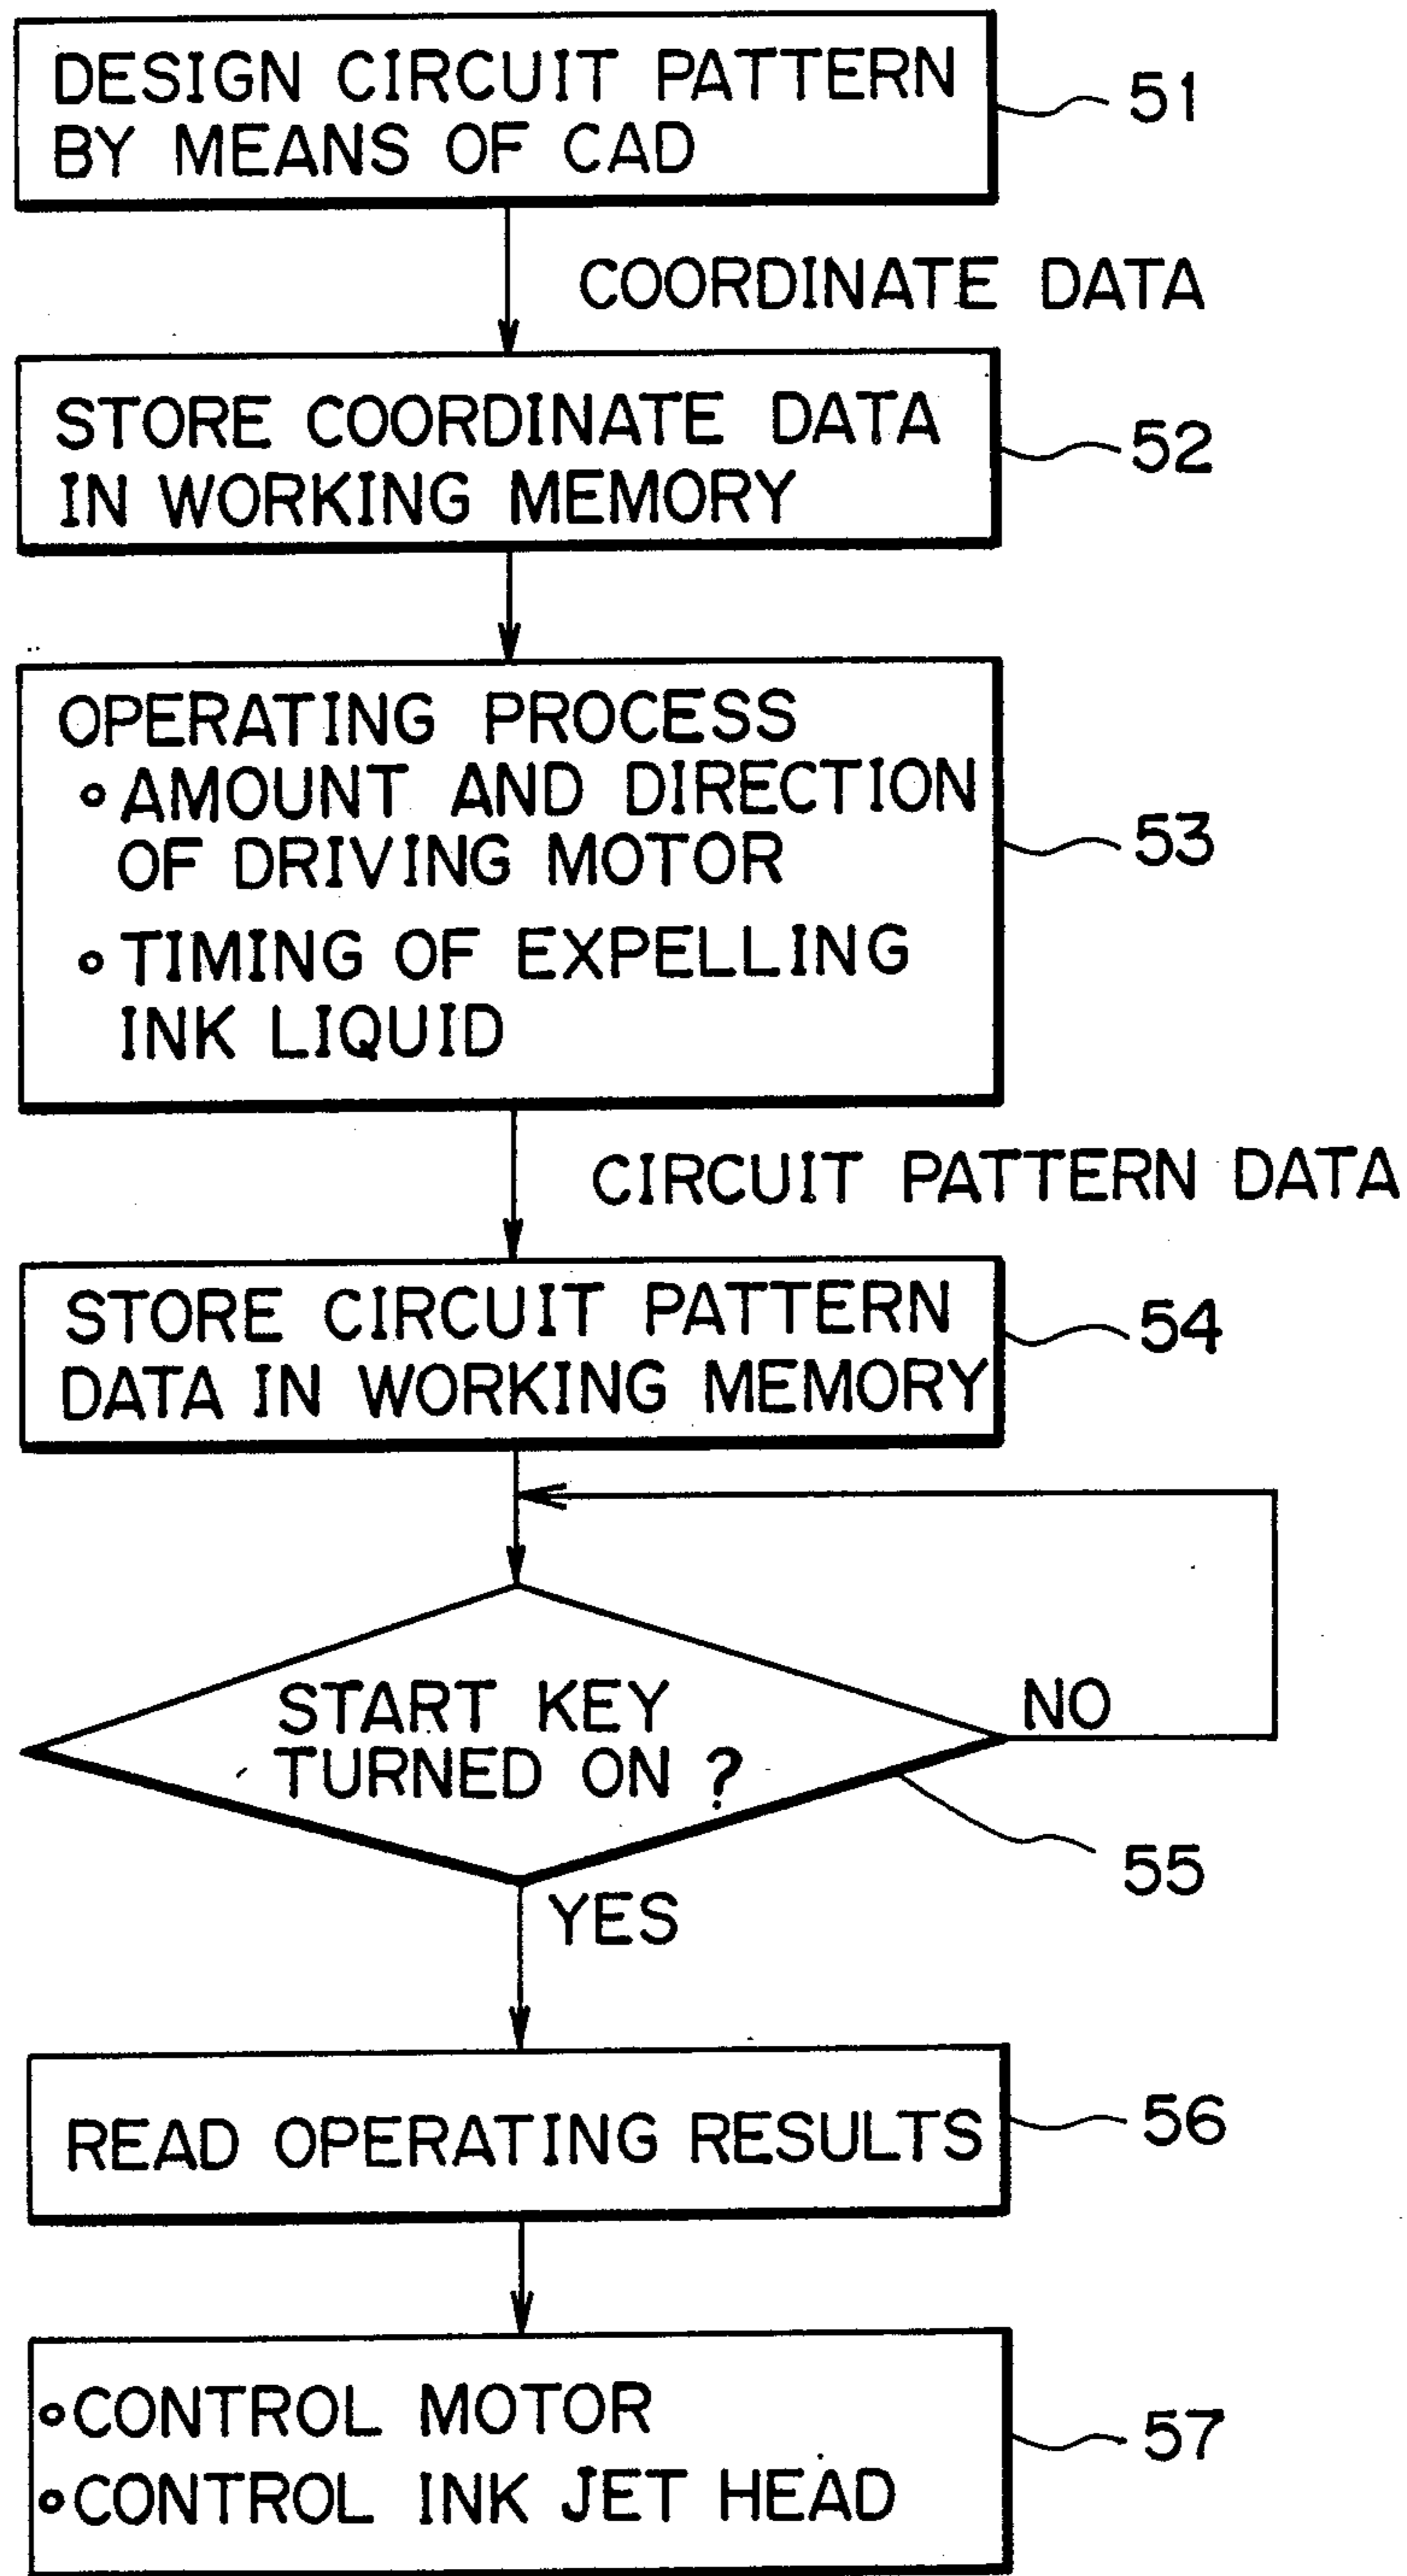 DESIGN CIRCUIT PATTERN
BY MEANS OF CAD
51
COORDINATE DATA
STORE COORDINATE DATA
IN WORKING MEMORY
52
OPERATING PROCESS
∘ AMOUNT AND DIRECTION
OF DRIVING MOTOR
53
∘ TIMING OF EXPELLING
INK LIQUID
CIRCUIT PATTERN DATA
STORE CIRCUIT PATTERN
DATA IN WORKING MEMORY
54
START KEY
TURNED ON ?
NO
55
YES
READ OPERATING RESULTS
56
∘ CONTROL MOTOR
∘ CONTROL INK JET HEAD
57